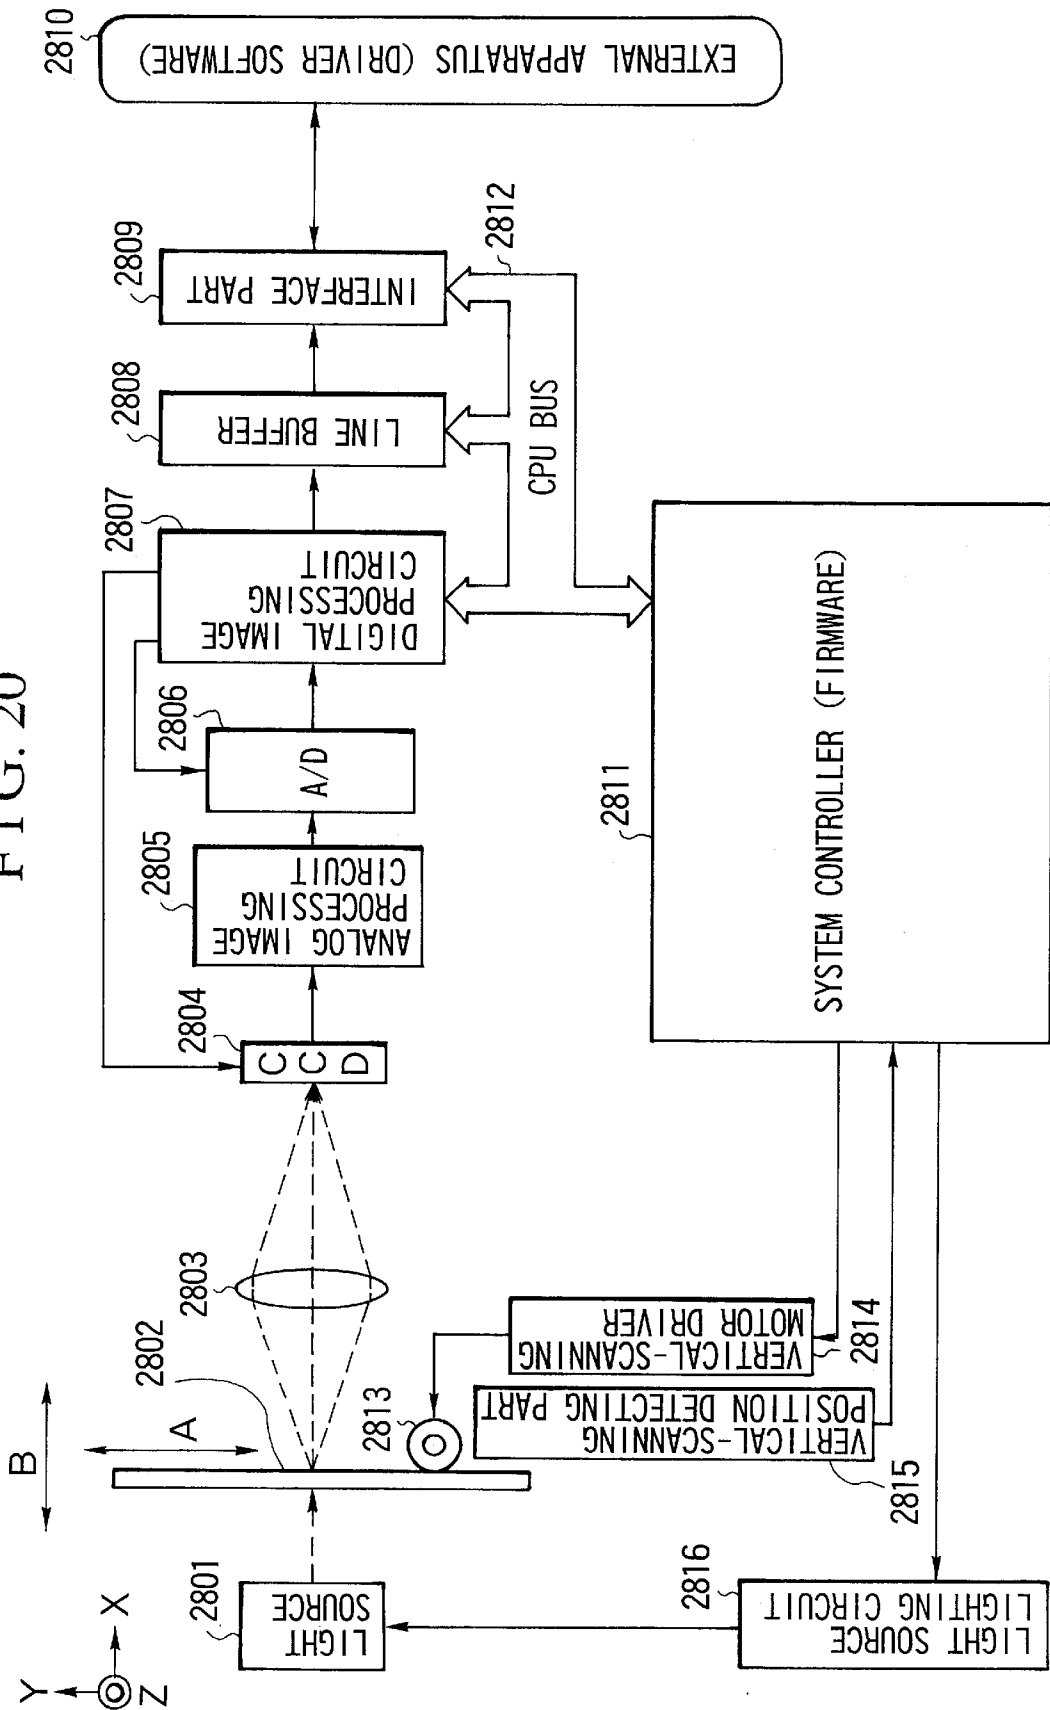 FIG. 20
2810
EXTERNAL APPARATUS (DRIVER SOFTWARE)
2809
INTERFACE PART
2812
2808
LINE BUFFER
CPU BUS
2807
DIGITAL IMAGE
PROCESSING
CIRCUIT
2806
A/D
2805
ANALOG IMAGE
PROCESSING
CIRCUIT
2804
C
C
D
2811
SYSTEM CONTROLLER (FIRMWARE)
2803
2802
B
A
2813
VERTICAL-SCANNING
MOTOR DRIVER
2814
VERTICAL-SCANNING
POSITION DETECTING PART
2815
2801
LIGHT
SOURCE
2816
LIGHT SOURCE
LIGHTING CIRCUIT
Y
X
Z